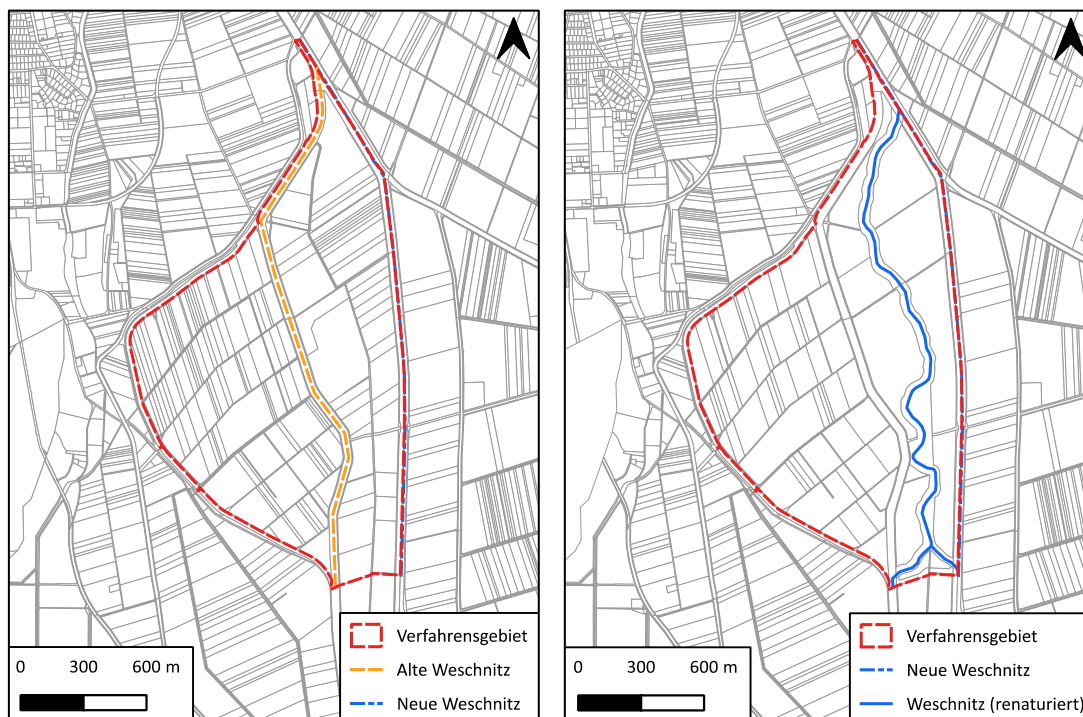 Verfahrensgebiet
Alte Weschnitz
Neue Weschnitz
0 300 600 m
Verfahrensgebiet
Neue Weschnitz
Weschnitz (renaturiert)
0 300 600 m